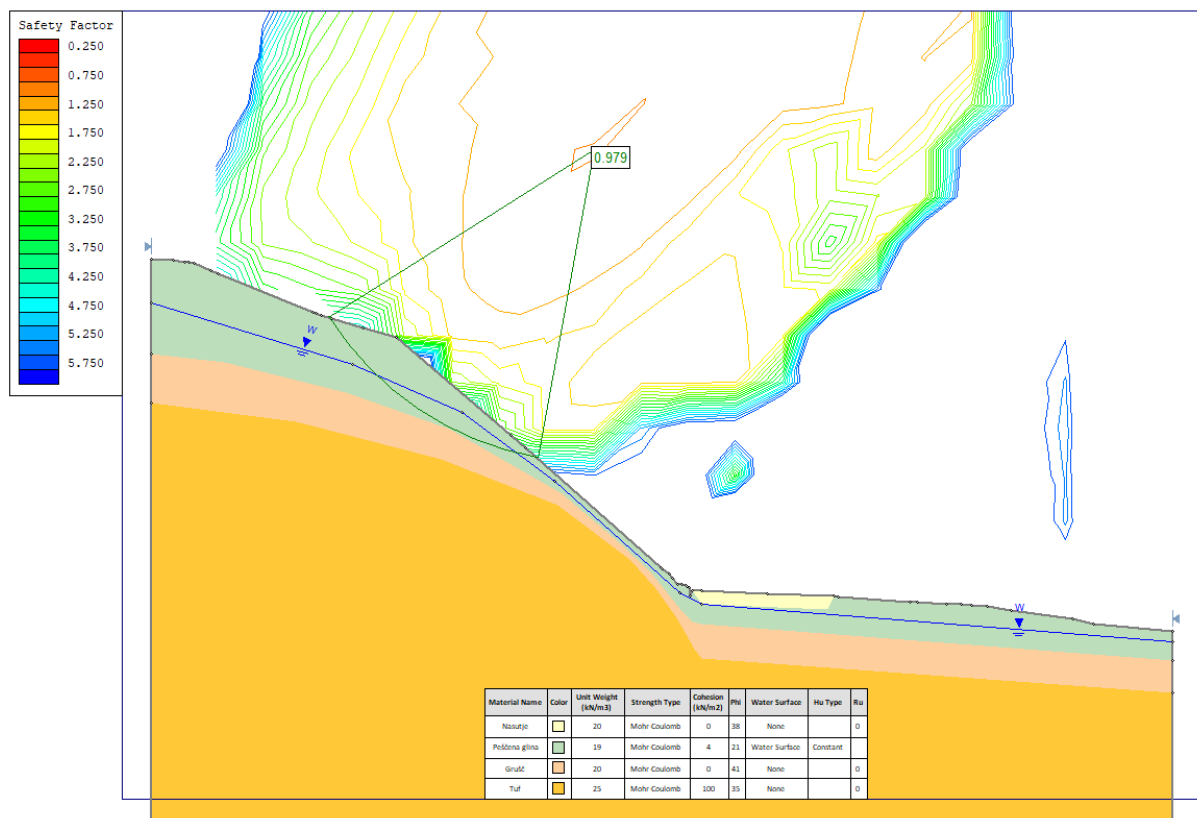 Safety Factor
0.250
0.750
1.250
1.750
2.250
2.750
3.250
3.750
4.250
4.750
5.250
5.750
0.979
W
W
Material Name Color Unit Weight (kN/m3) Strength Type Cohesion (kN/m2) Phi Water Surface Hu Type Ru
Nasutje 20 Mohr Coulomb 0 38 None 0
Peščena glina 19 Mohr Coulomb 4 21 Water Surface Constant
Grušč 20 Mohr Coulomb 0 41 None 0
Tuf 25 Mohr Coulomb 100 35 None 0